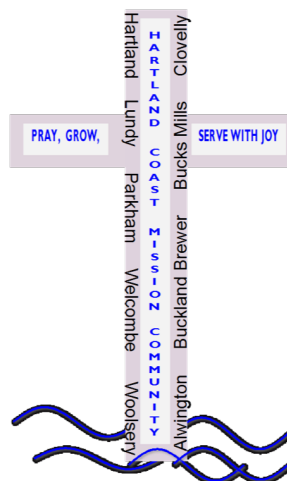 Hartland Lundy Parkham Welcombe Woolsery
HARTLAND COAST MISSION COMMUNITY
Clovelly Bucks Mills Buckland Brewer Alwington
PRAY, GROW,
SERVE WITH JOY